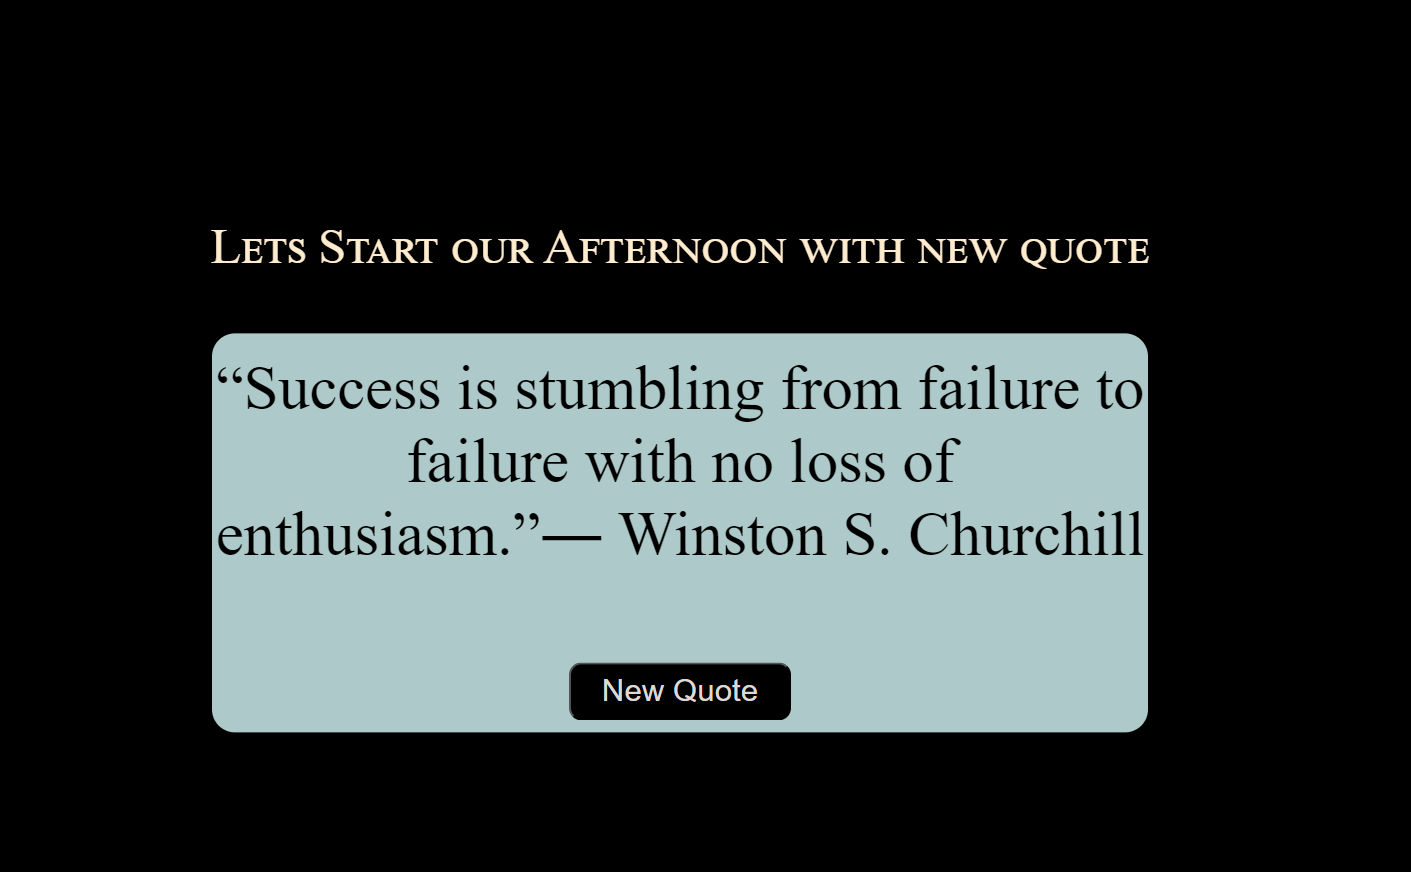 Lets Start our Afternoon with new quote
“Success is stumbling from failure to
failure with no loss of
enthusiasm.”― Winston S. Churchill
New Quote